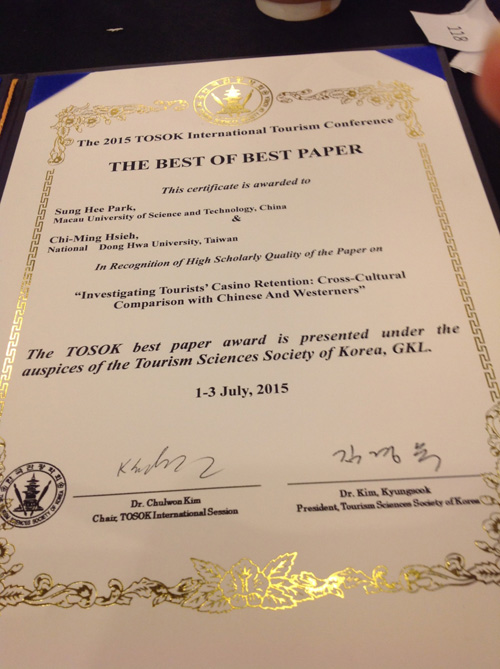 118
The 2015 TOSOK International Tourism Conference
THE BEST OF BEST PAPER
This certificate is awarded to
Sung Hee Park,
Macau University of Science and Technology, China
&
Chi-Ming Hsieh,
National Dong Hwa University, Taiwan
In Recognition of High Scholarly Quality of the Paper on
“Investigating Tourists’ Casino Retention: Cross-Cultural
Comparison with Chinese And Westerners”
The TOSOK best paper award is presented under the
auspices of the Tourism Sciences Society of Korea, GKL.
1-3 July, 2015
김경숙
Dr. Chulwon Kim
Chair, TOSOK International Session
Dr. Kim, Kyungsook
President, Tourism Sciences Society of Korea